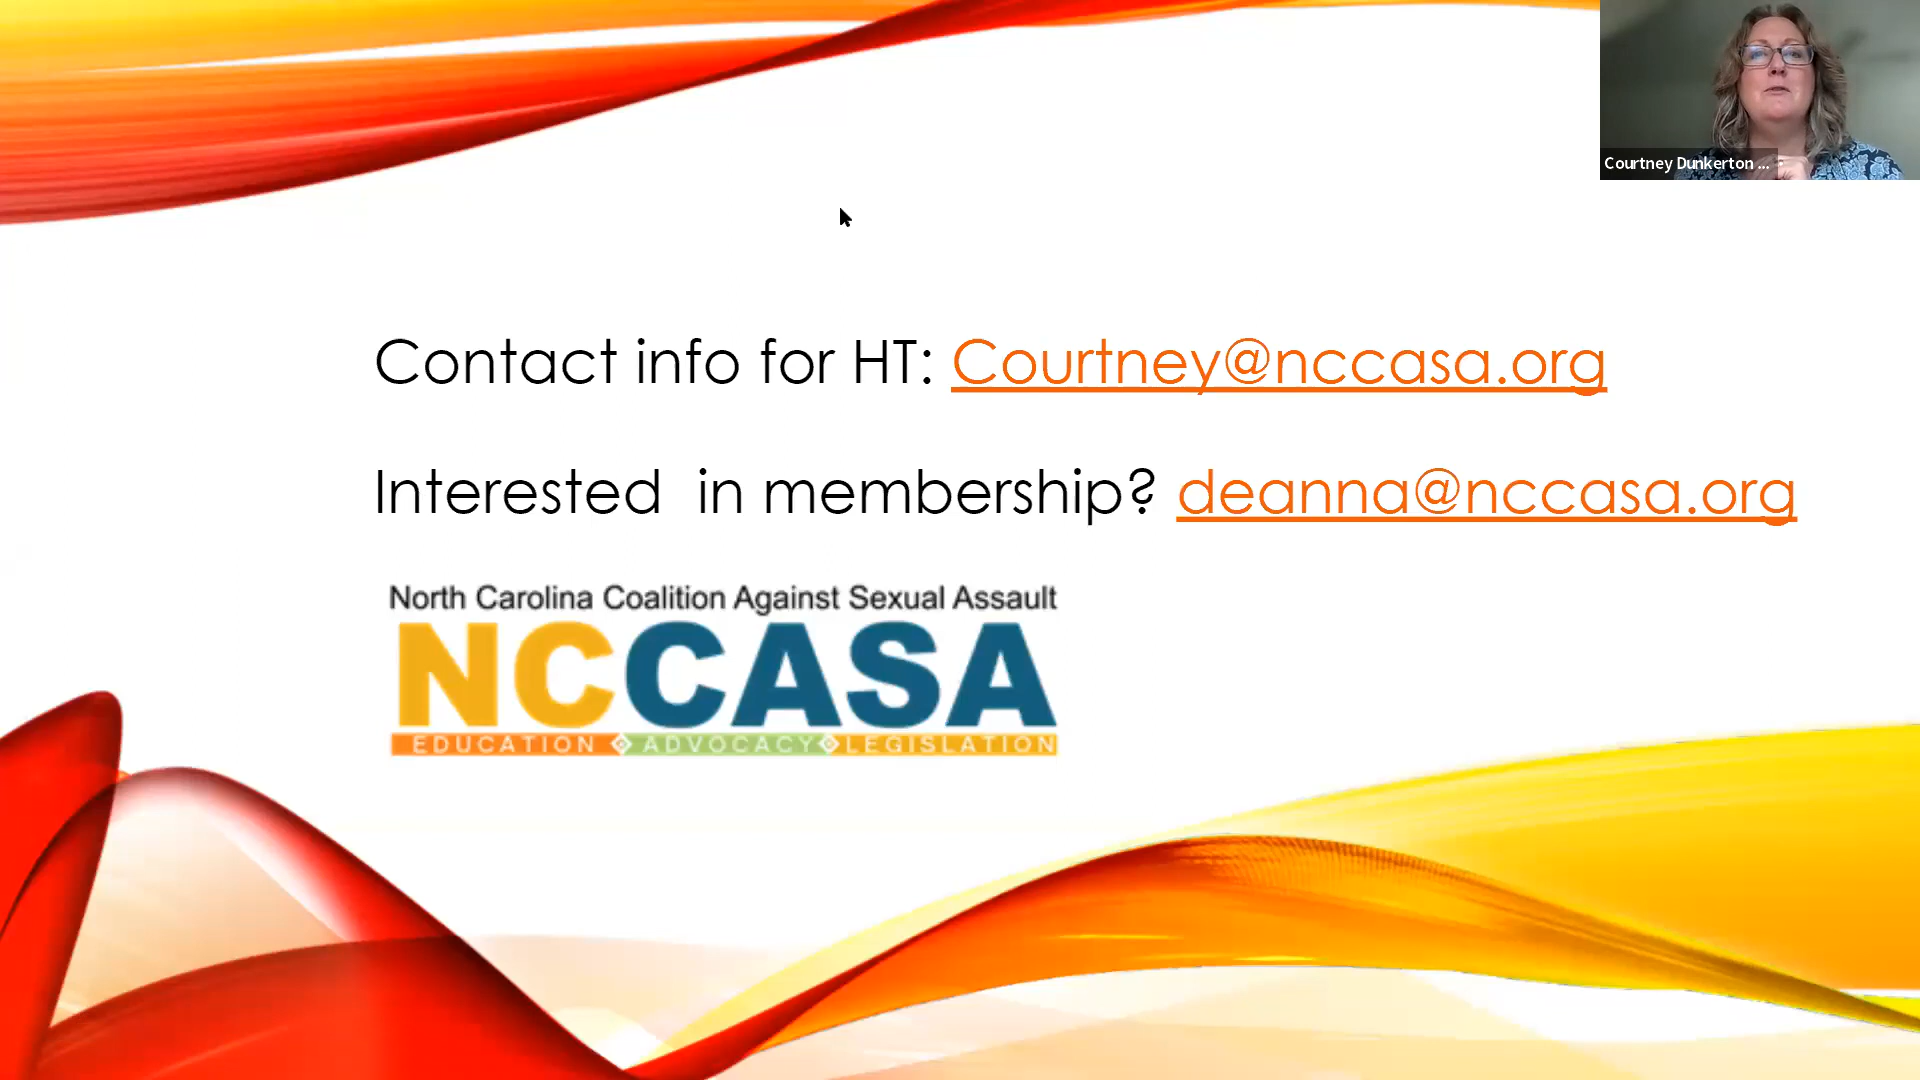 Courtney Dunkerton ...
Contact info for HT: Courtney@nccasa.org
Interested  in membership? deanna@nccasa.org
North Carolina Coalition Against Sexual Assault
NCCASA
EDUCATION ADVOCACY LEGISLATION